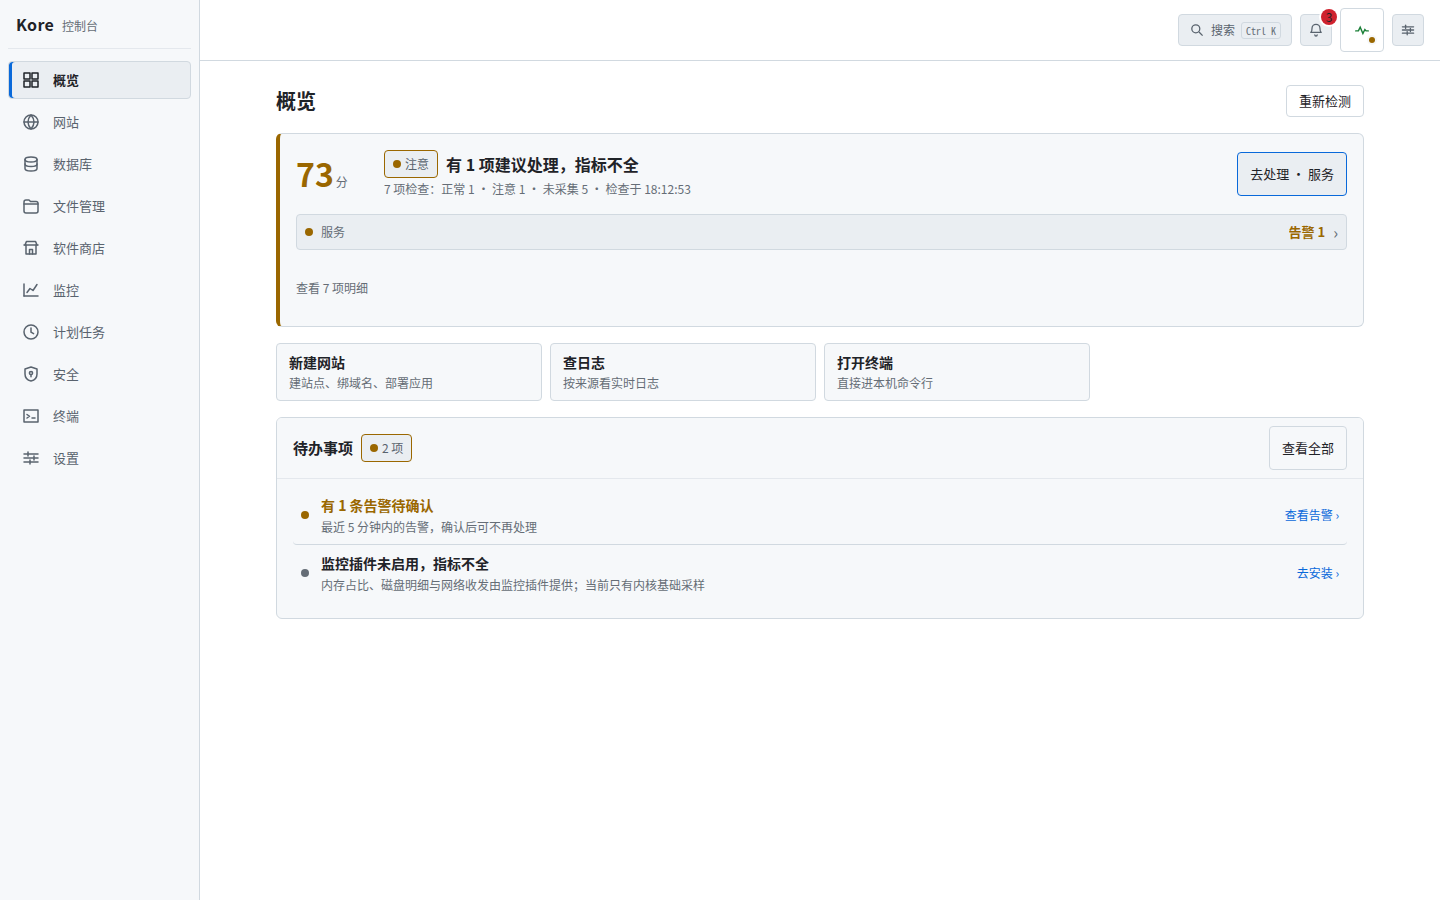 Kore 控制台
搜索 Ctrl K
3
概览
网站
数据库
文件管理
软件商店
监控
计划任务
安全
终端
设置
概览
重新检测
73 分
注意 有 1 项建议处理，指标不全
7 项检查：正常 1 · 注意 1 · 未采集 5 · 检查于 18:12:53
去处理 · 服务
服务 告警 1 ›
查看 7 项明细
新建网站
建站点、绑域名、部署应用
查日志
按来源看实时日志
打开终端
直接进本机命令行
待办事项 2 项
查看全部
有 1 条告警待确认
最近 5 分钟内的告警，确认后可不再处理
查看告警 ›
监控插件未启用，指标不全
内存占比、磁盘明细与网络收发由监控插件提供；当前只有内核基础采样
去安装 ›